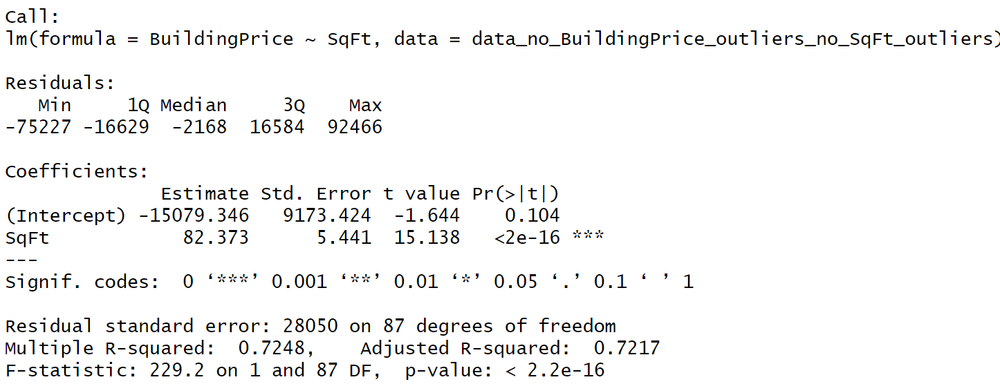 Call:
lm(formula = BuildingPrice ~ SqFt, data = data_no_BuildingPrice_outliers_no_SqFt_outliers)
Residuals:
   Min     1Q Median     3Q    Max
-75227 -16629  -2168  16584  92466
Coefficients:
              Estimate Std. Error t value Pr(>|t|)
(Intercept) -15079.346   9173.424  -1.644    0.104
SqFt            82.373      5.441  15.138   <2e-16 ***
---
Signif. codes:  0 ‘***’ 0.001 ‘**’ 0.01 ‘*’ 0.05 ‘.’ 0.1 ‘ ’ 1
Residual standard error: 28050 on 87 degrees of freedom
Multiple R-squared:  0.7248,    Adjusted R-squared:  0.7217
F-statistic: 229.2 on 1 and 87 DF,  p-value: < 2.2e-16